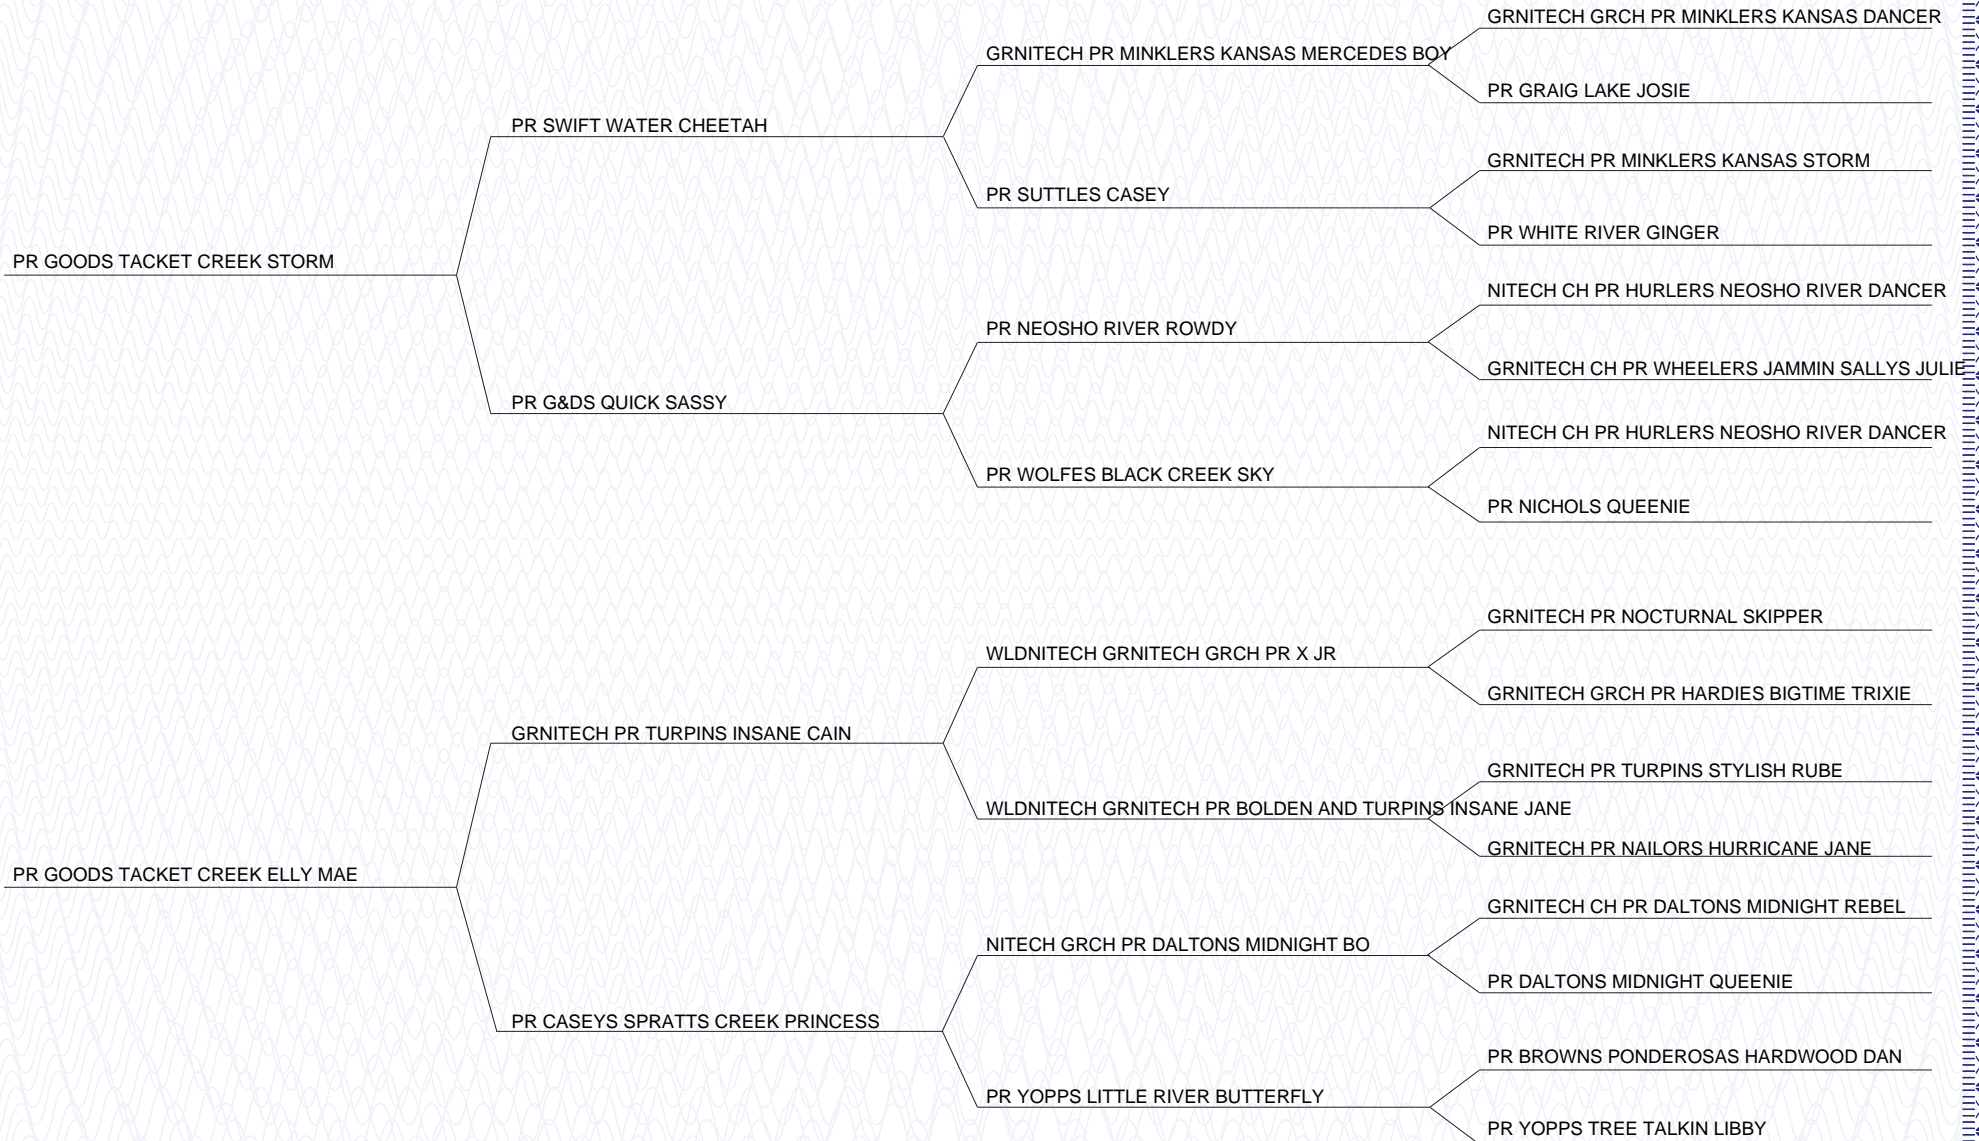 GRNITECH GRCH PR MINKLERS KANSAS DANCER
GRNITECH PR MINKLERS KANSAS MERCEDES BOY
PR GRAIG LAKE JOSIE
PR SWIFT WATER CHEETAH
GRNITECH PR MINKLERS KANSAS STORM
PR SUTTLES CASEY
PR WHITE RIVER GINGER
PR GOODS TACKET CREEK STORM
NITECH CH PR HURLERS NEOSHO RIVER DANCER
PR NEOSHO RIVER ROWDY
GRNITECH CH PR WHEELERS JAMMIN SALLYS JULIE
PR G&DS QUICK SASSY
NITECH CH PR HURLERS NEOSHO RIVER DANCER
PR WOLFES BLACK CREEK SKY
PR NICHOLS QUEENIE
GRNITECH PR NOCTURNAL SKIPPER
WLDNITECH GRNITECH GRCH PR X JR
GRNITECH GRCH PR HARDIES BIGTIME TRIXIE
GRNITECH PR TURPINS INSANE CAIN
GRNITECH PR TURPINS STYLISH RUBE
WLDNITECH GRNITECH PR BOLDEN AND TURPINS INSANE JANE
GRNITECH PR NAILORS HURRICANE JANE
PR GOODS TACKET CREEK ELLY MAE
GRNITECH CH PR DALTONS MIDNIGHT REBEL
NITECH GRCH PR DALTONS MIDNIGHT BO
PR DALTONS MIDNIGHT QUEENIE
PR CASEYS SPRATTS CREEK PRINCESS
PR BROWNS PONDEROSAS HARDWOOD DAN
PR YOPPS LITTLE RIVER BUTTERFLY
PR YOPPS TREE TALKIN LIBBY